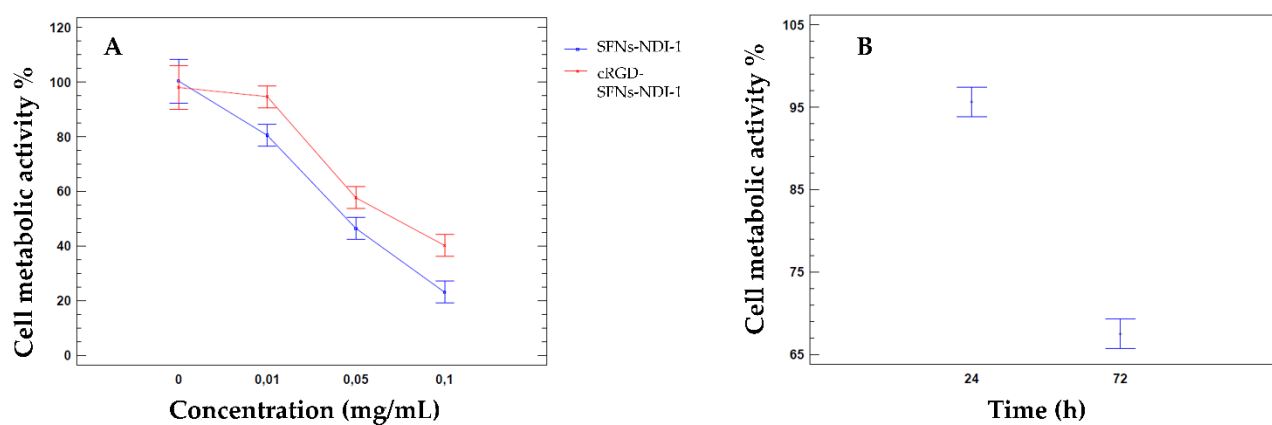 A
Cell metabolic activity %
120
100
80
60
40
20
0
0 0,01 0,05 0,1
Concentration (mg/mL)
SFNs-NDI-1
cRGD-
SFNs-NDI-1
B
Cell metabolic activity %
105
95
85
75
65
24 72
Time (h)